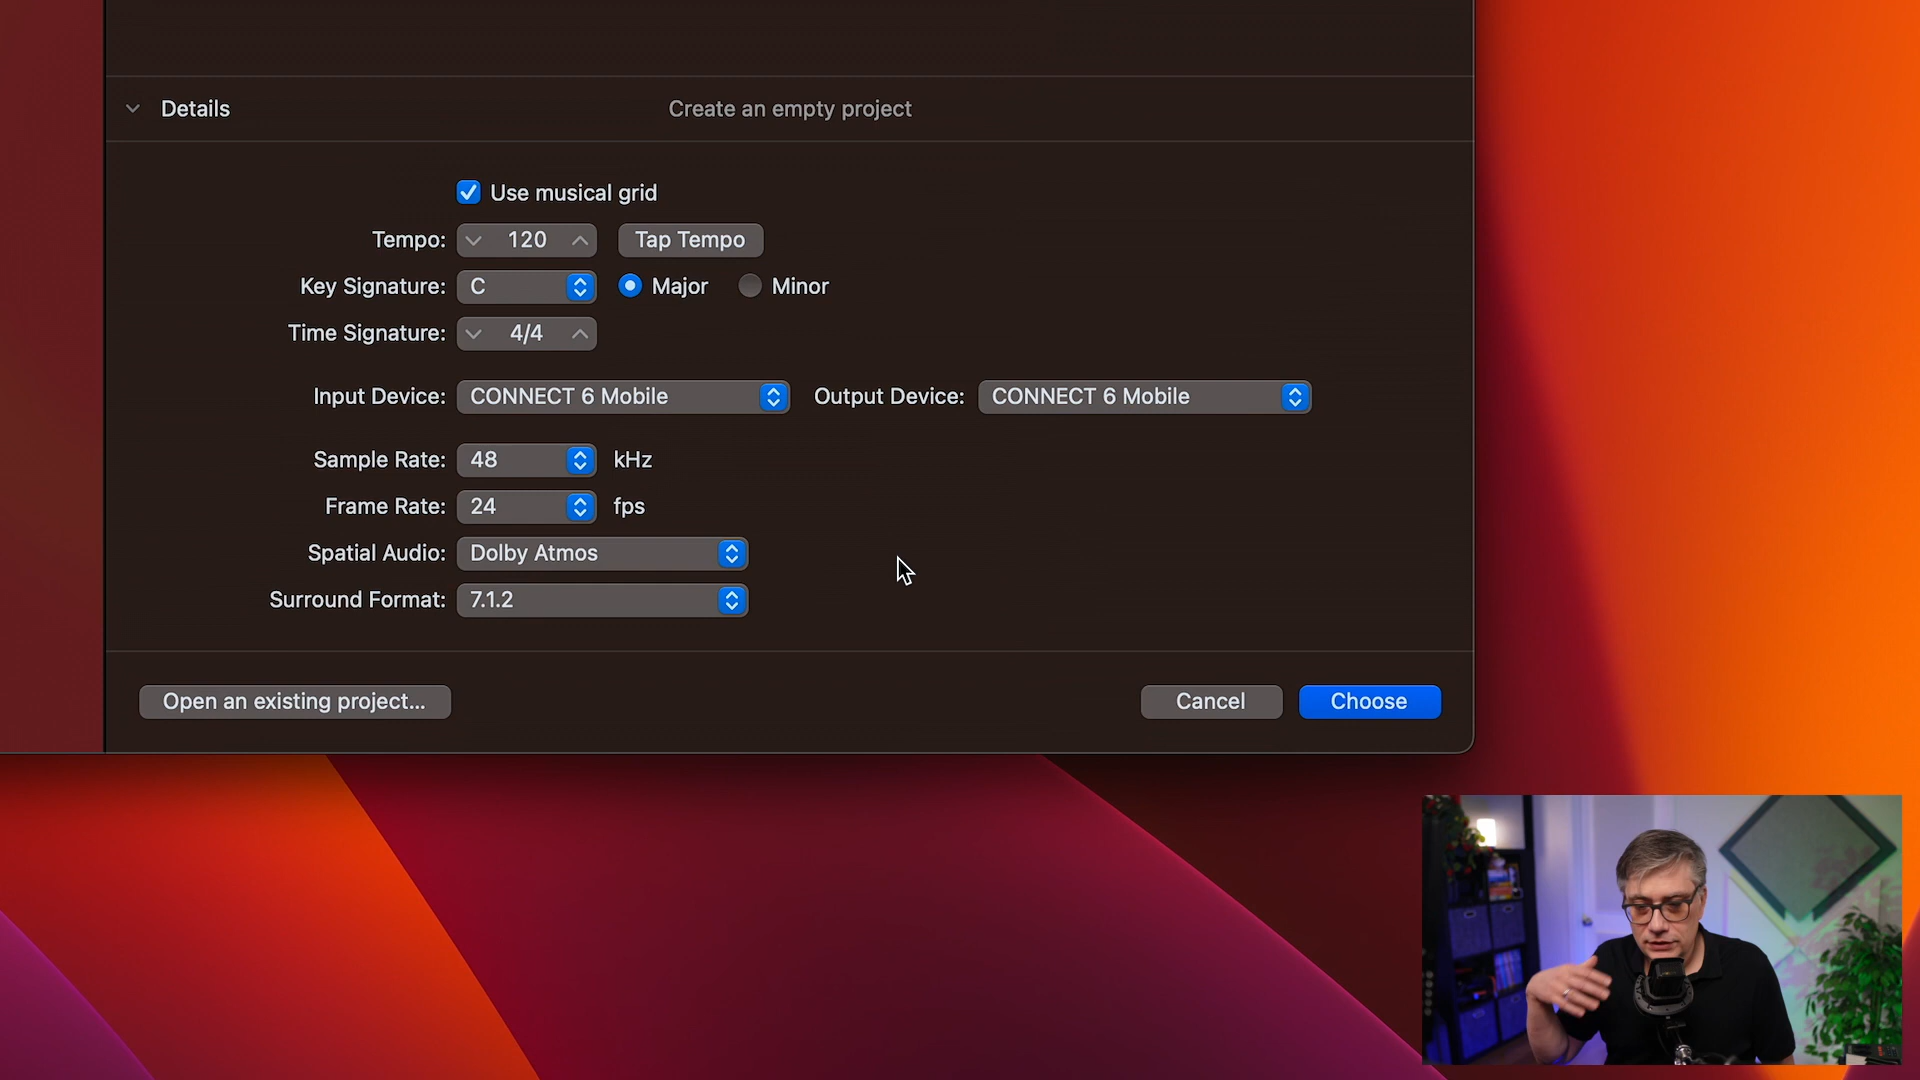 Details
Create an empty project
Use musical grid
Tempo: 120 Tap Tempo
Key Signature: C Major Minor
Time Signature: 4/4
Input Device: CONNECT 6 Mobile Output Device: CONNECT 6 Mobile
Sample Rate: 48 kHz
Frame Rate: 24 fps
Spatial Audio: Dolby Atmos
Surround Format: 7.1.2
Open an existing project... Cancel Choose